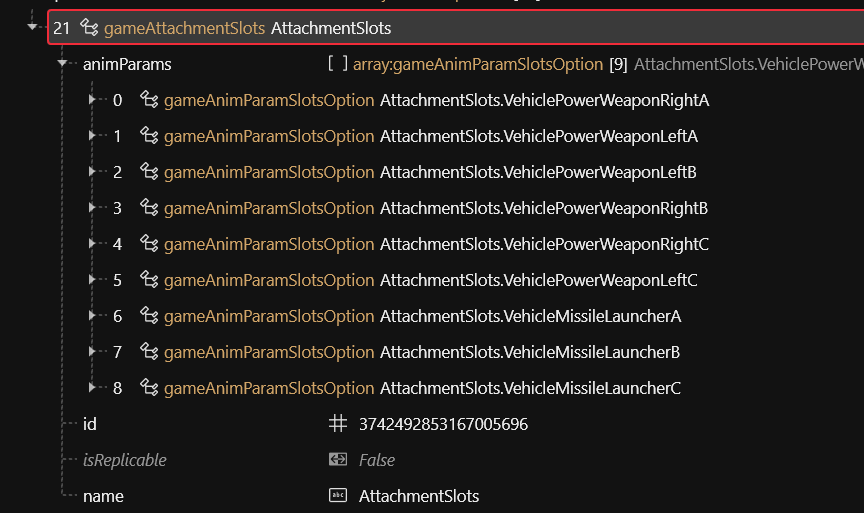 21 gameAttachmentSlots AttachmentSlots
animParams [ ] array:gameAnimParamSlotsOption [9] AttachmentSlots.VehiclePowerW
0 gameAnimParamSlotsOption AttachmentSlots.VehiclePowerWeaponRightA
1 gameAnimParamSlotsOption AttachmentSlots.VehiclePowerWeaponLeftA
2 gameAnimParamSlotsOption AttachmentSlots.VehiclePowerWeaponLeftB
3 gameAnimParamSlotsOption AttachmentSlots.VehiclePowerWeaponRightB
4 gameAnimParamSlotsOption AttachmentSlots.VehiclePowerWeaponRightC
5 gameAnimParamSlotsOption AttachmentSlots.VehiclePowerWeaponLeftC
6 gameAnimParamSlotsOption AttachmentSlots.VehicleMissileLauncherA
7 gameAnimParamSlotsOption AttachmentSlots.VehicleMissileLauncherB
8 gameAnimParamSlotsOption AttachmentSlots.VehicleMissileLauncherC
id 3742492853167005696
isReplicable False
name abc AttachmentSlots